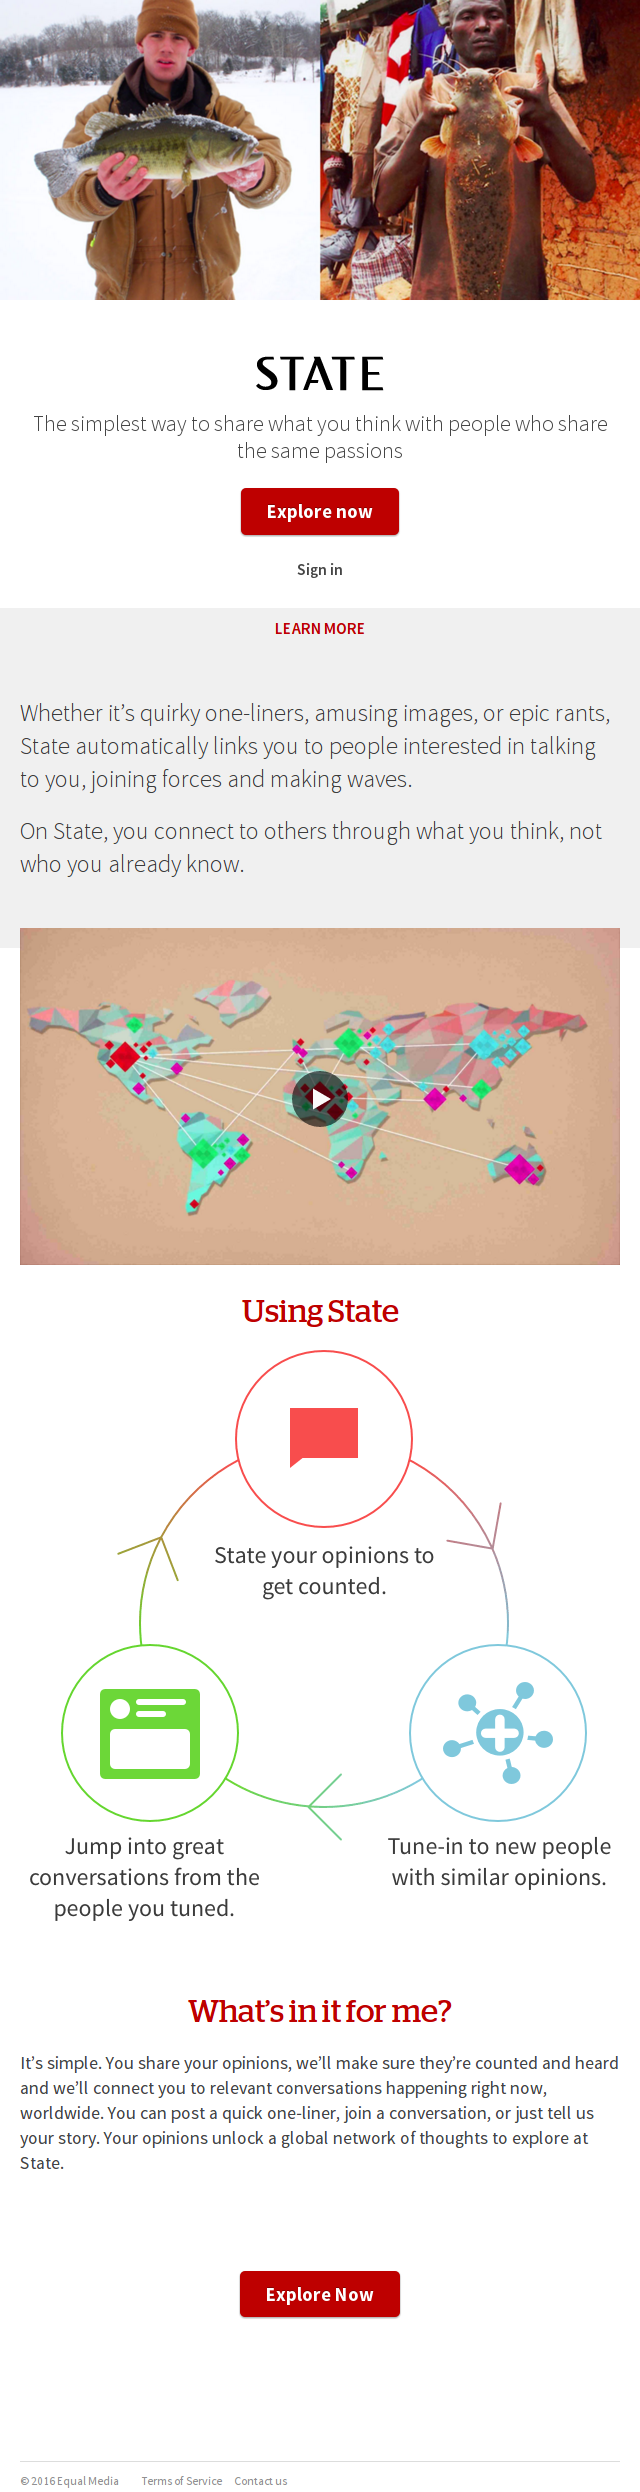 STATE
The simplest way to share what you think with people who share
the same passions
Explore now
Sign in
LEARN MORE
Whether it’s quirky one-liners, amusing images, or epic rants,
State automatically links you to people interested in talking
to you, joining forces and making waves.
On State, you connect to others through what you think, not
who you already know.
Using State
State your opinions to
get counted.
Jump into great
conversations from the
people you tuned.
Tune-in to new people
with similar opinions.
What’s in it for me?
It’s simple. You share your opinions, we’ll make sure they’re counted and heard
and we’ll connect you to relevant conversations happening right now,
worldwide. You can post a quick one-liner, join a conversation, or just tell us
your story. Your opinions unlock a global network of thoughts to explore at
State.
Explore Now
© 2016 Equal Media Terms of Service Contact us